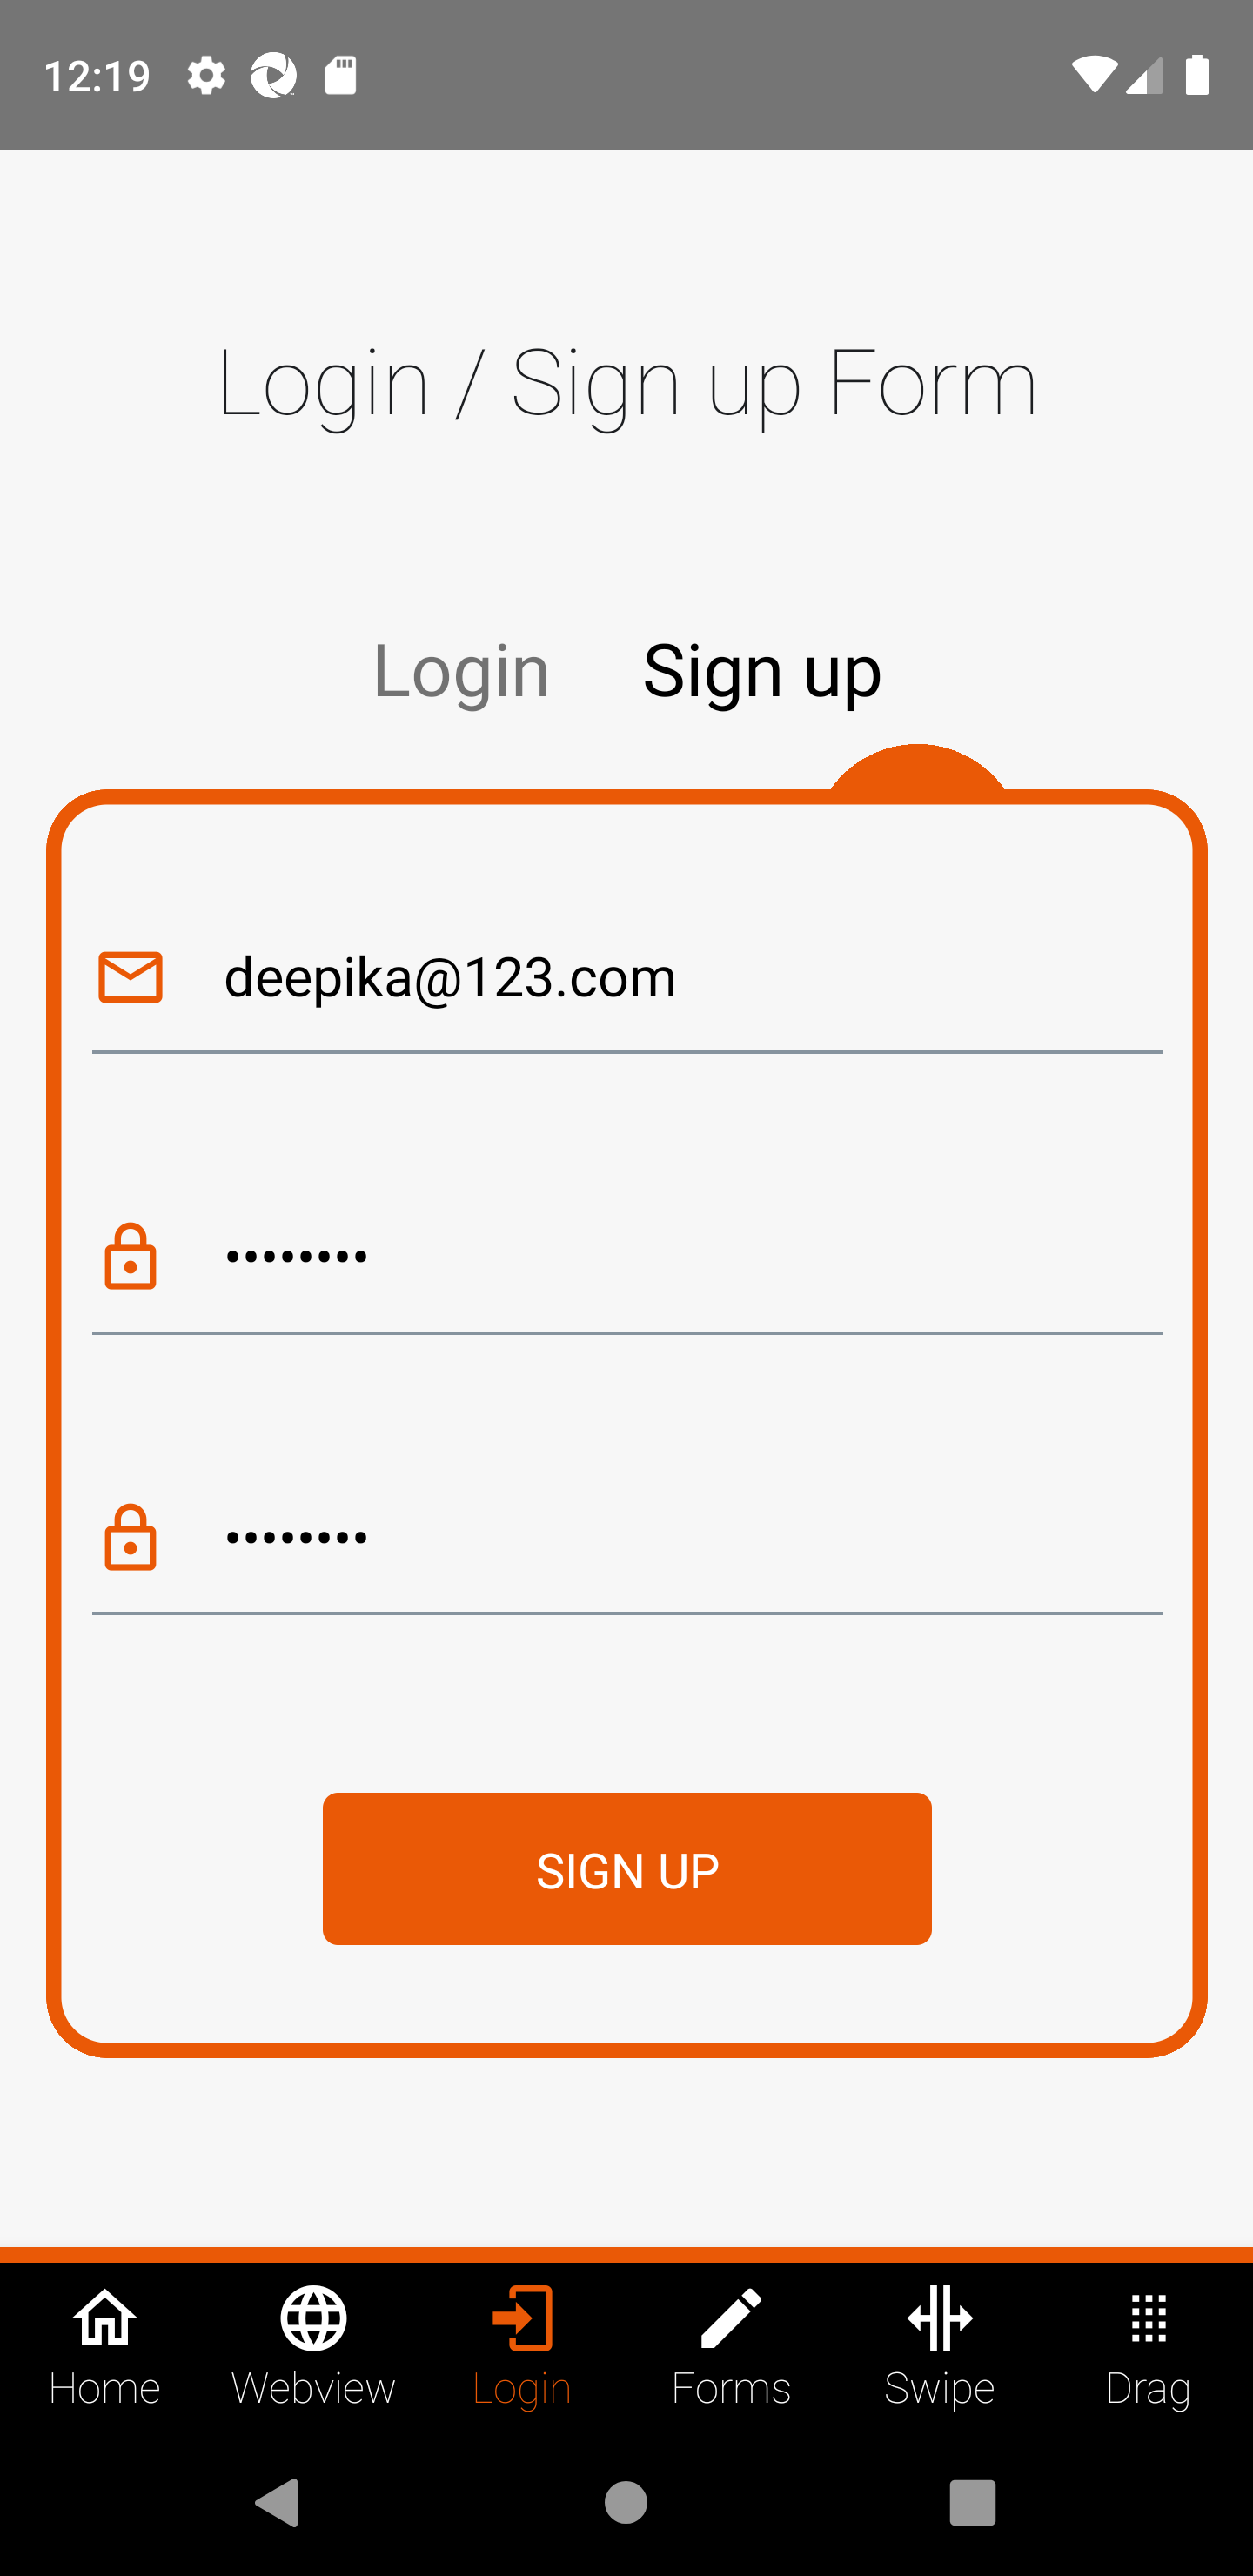 12:19
Login / Sign up Form
Login Sign up
deepika@123.com
••••••••
••••••••
SIGN UP
Home Webview Login Forms Swipe Drag